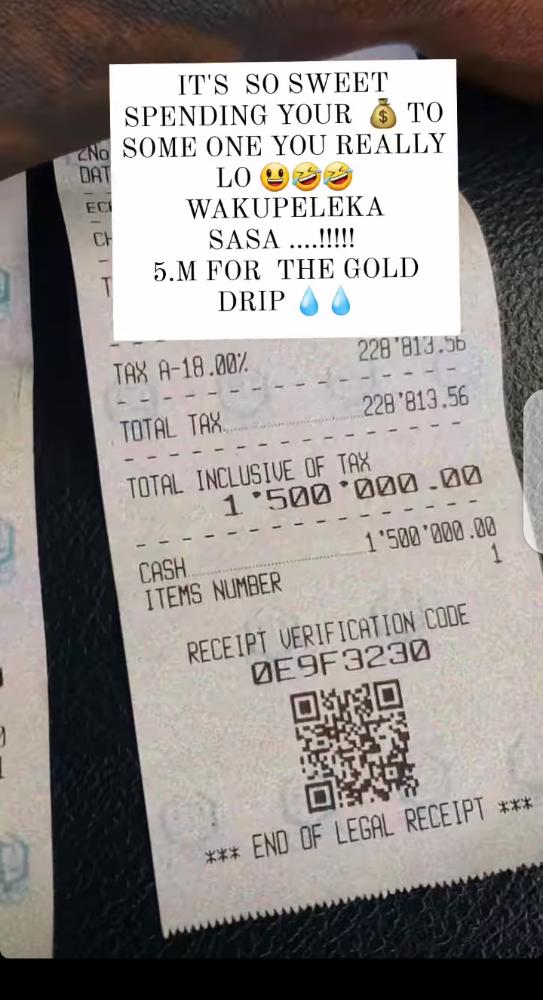 IT'S SO SWEET
SPENDING YOUR 💰 TO
SOME ONE YOU REALLY
LO 😃🤣🤣
WAKUPELEKA
SASA ....!!!!!
5.M FOR THE GOLD
DRIP 💧💧
TAX A-18.00% 228'813.56
TOTAL TAX 228'813.56
TOTAL INCLUSIVE OF TAX
1'500'000.00
CASH 1'500'000.00
ITEMS NUMBER 1
RECEIPT VERIFICATION CODE
0E9F3230
*** END OF LEGAL RECEIPT ***